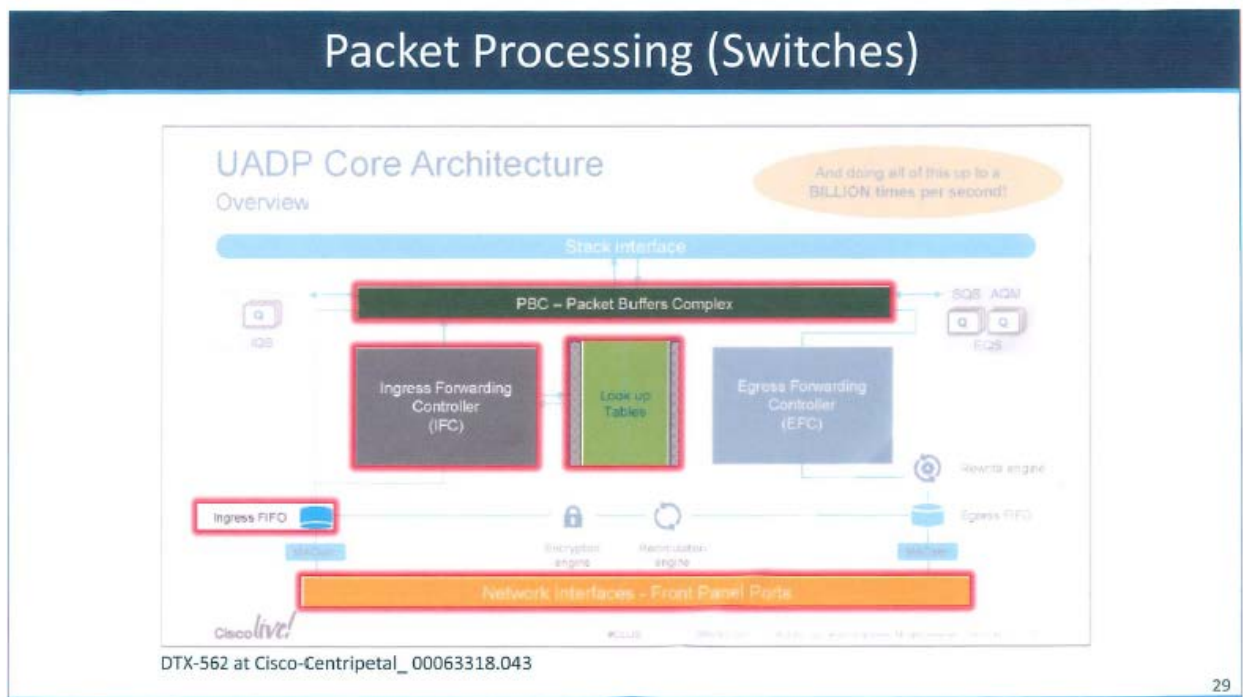 Packet Processing (Switches)
UADP Core Architecture
Overview
And doing all of this up to a
BILLION times per second!
Stack interface
PBC – Packet Buffers Complex
SQS AQM
Q
IQS
Q Q
EQS
Ingress Forwarding
Controller
(IFC)
Look up
Tables
Egress Forwarding
Controller
(EFC)
Rewrite engine
Ingress FIFO
Egress FIFO
Encryption
engine
Recirculation
engine
MACsec
MACsec
Network Interfaces - Front Panel Ports
Cisco live!
#CLUS
DTX-562 at Cisco-Centripetal_ 00063318.043
29